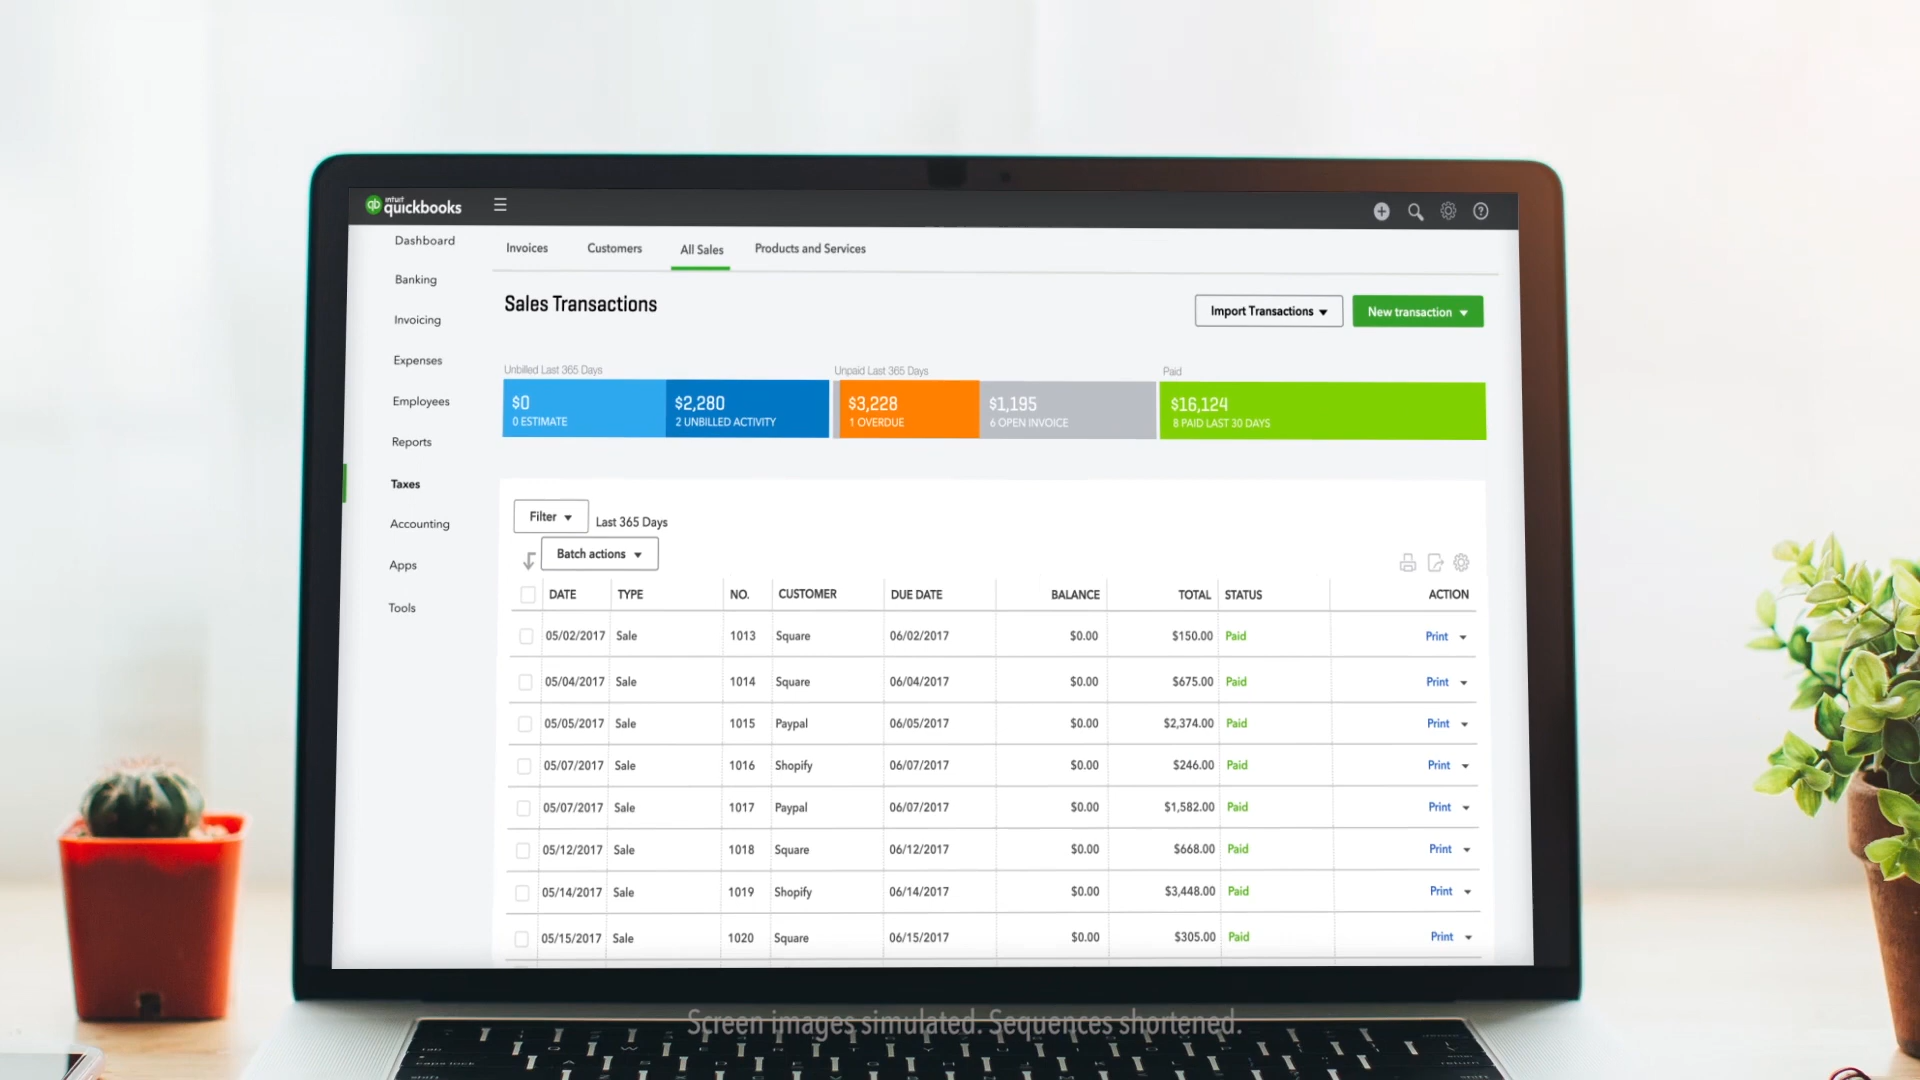 intuit
quickbooks
Dashboard
Banking
Invoicing
Expenses
Employees
Reports
Taxes
Accounting
Apps
Tools
Invoices Customers All Sales Products and Services
Sales Transactions
Import Transactions New transaction
Unbilled Last 365 Days Unpaid Last 365 Days Paid
$0 $2,280 $3,228 $1,195 $16,124
0 ESTIMATE 2 UNBILLED ACTIVITY 1 OVERDUE 6 OPEN INVOICE 8 PAID LAST 30 DAYS
Filter Last 365 Days
Batch actions
DATE TYPE NO. CUSTOMER DUE DATE BALANCE TOTAL STATUS ACTION
05/02/2017 Sale 1013 Square 06/02/2017 $0.00 $150.00 Paid Print
05/04/2017 Sale 1014 Square 06/04/2017 $0.00 $675.00 Paid Print
05/05/2017 Sale 1015 Paypal 06/05/2017 $0.00 $2,374.00 Paid Print
05/07/2017 Sale 1016 Shopify 06/07/2017 $0.00 $246.00 Paid Print
05/07/2017 Sale 1017 Paypal 06/07/2017 $0.00 $1,582.00 Paid Print
05/12/2017 Sale 1018 Square 06/12/2017 $0.00 $668.00 Paid Print
05/14/2017 Sale 1019 Shopify 06/14/2017 $0.00 $3,448.00 Paid Print
05/15/2017 Sale 1020 Square 06/15/2017 $0.00 $305.00 Paid Print
Screen images simulated. Sequences shortened.